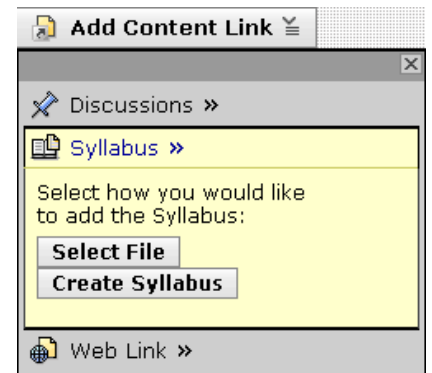 Add Content Link
Discussions »
Syllabus »
Select how you would like
to add the Syllabus:
Select File
Create Syllabus
Web Link »